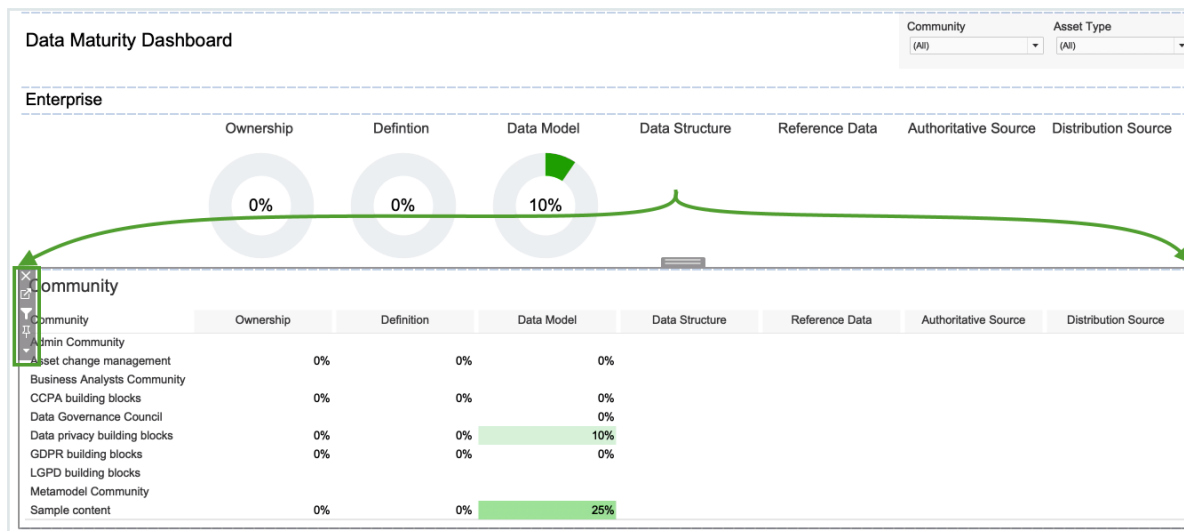 Data Maturity Dashboard
Community Asset Type
(All) (All)
Enterprise
Ownership Defintion Data Model Data Structure Reference Data Authoritative Source Distribution Source
0% 0% 10%
Community
Community Ownership Definition Data Model Data Structure Reference Data Authoritative Source Distribution Source
Admin Community
Asset change management 0% 0% 0%
Business Analysts Community
CCPA building blocks 0% 0% 0%
Data Governance Council 0%
Data privacy building blocks 0% 0% 10%
GDPR building blocks 0% 0% 0%
LGPD building blocks
Metamodel Community
Sample content 0% 0% 25%